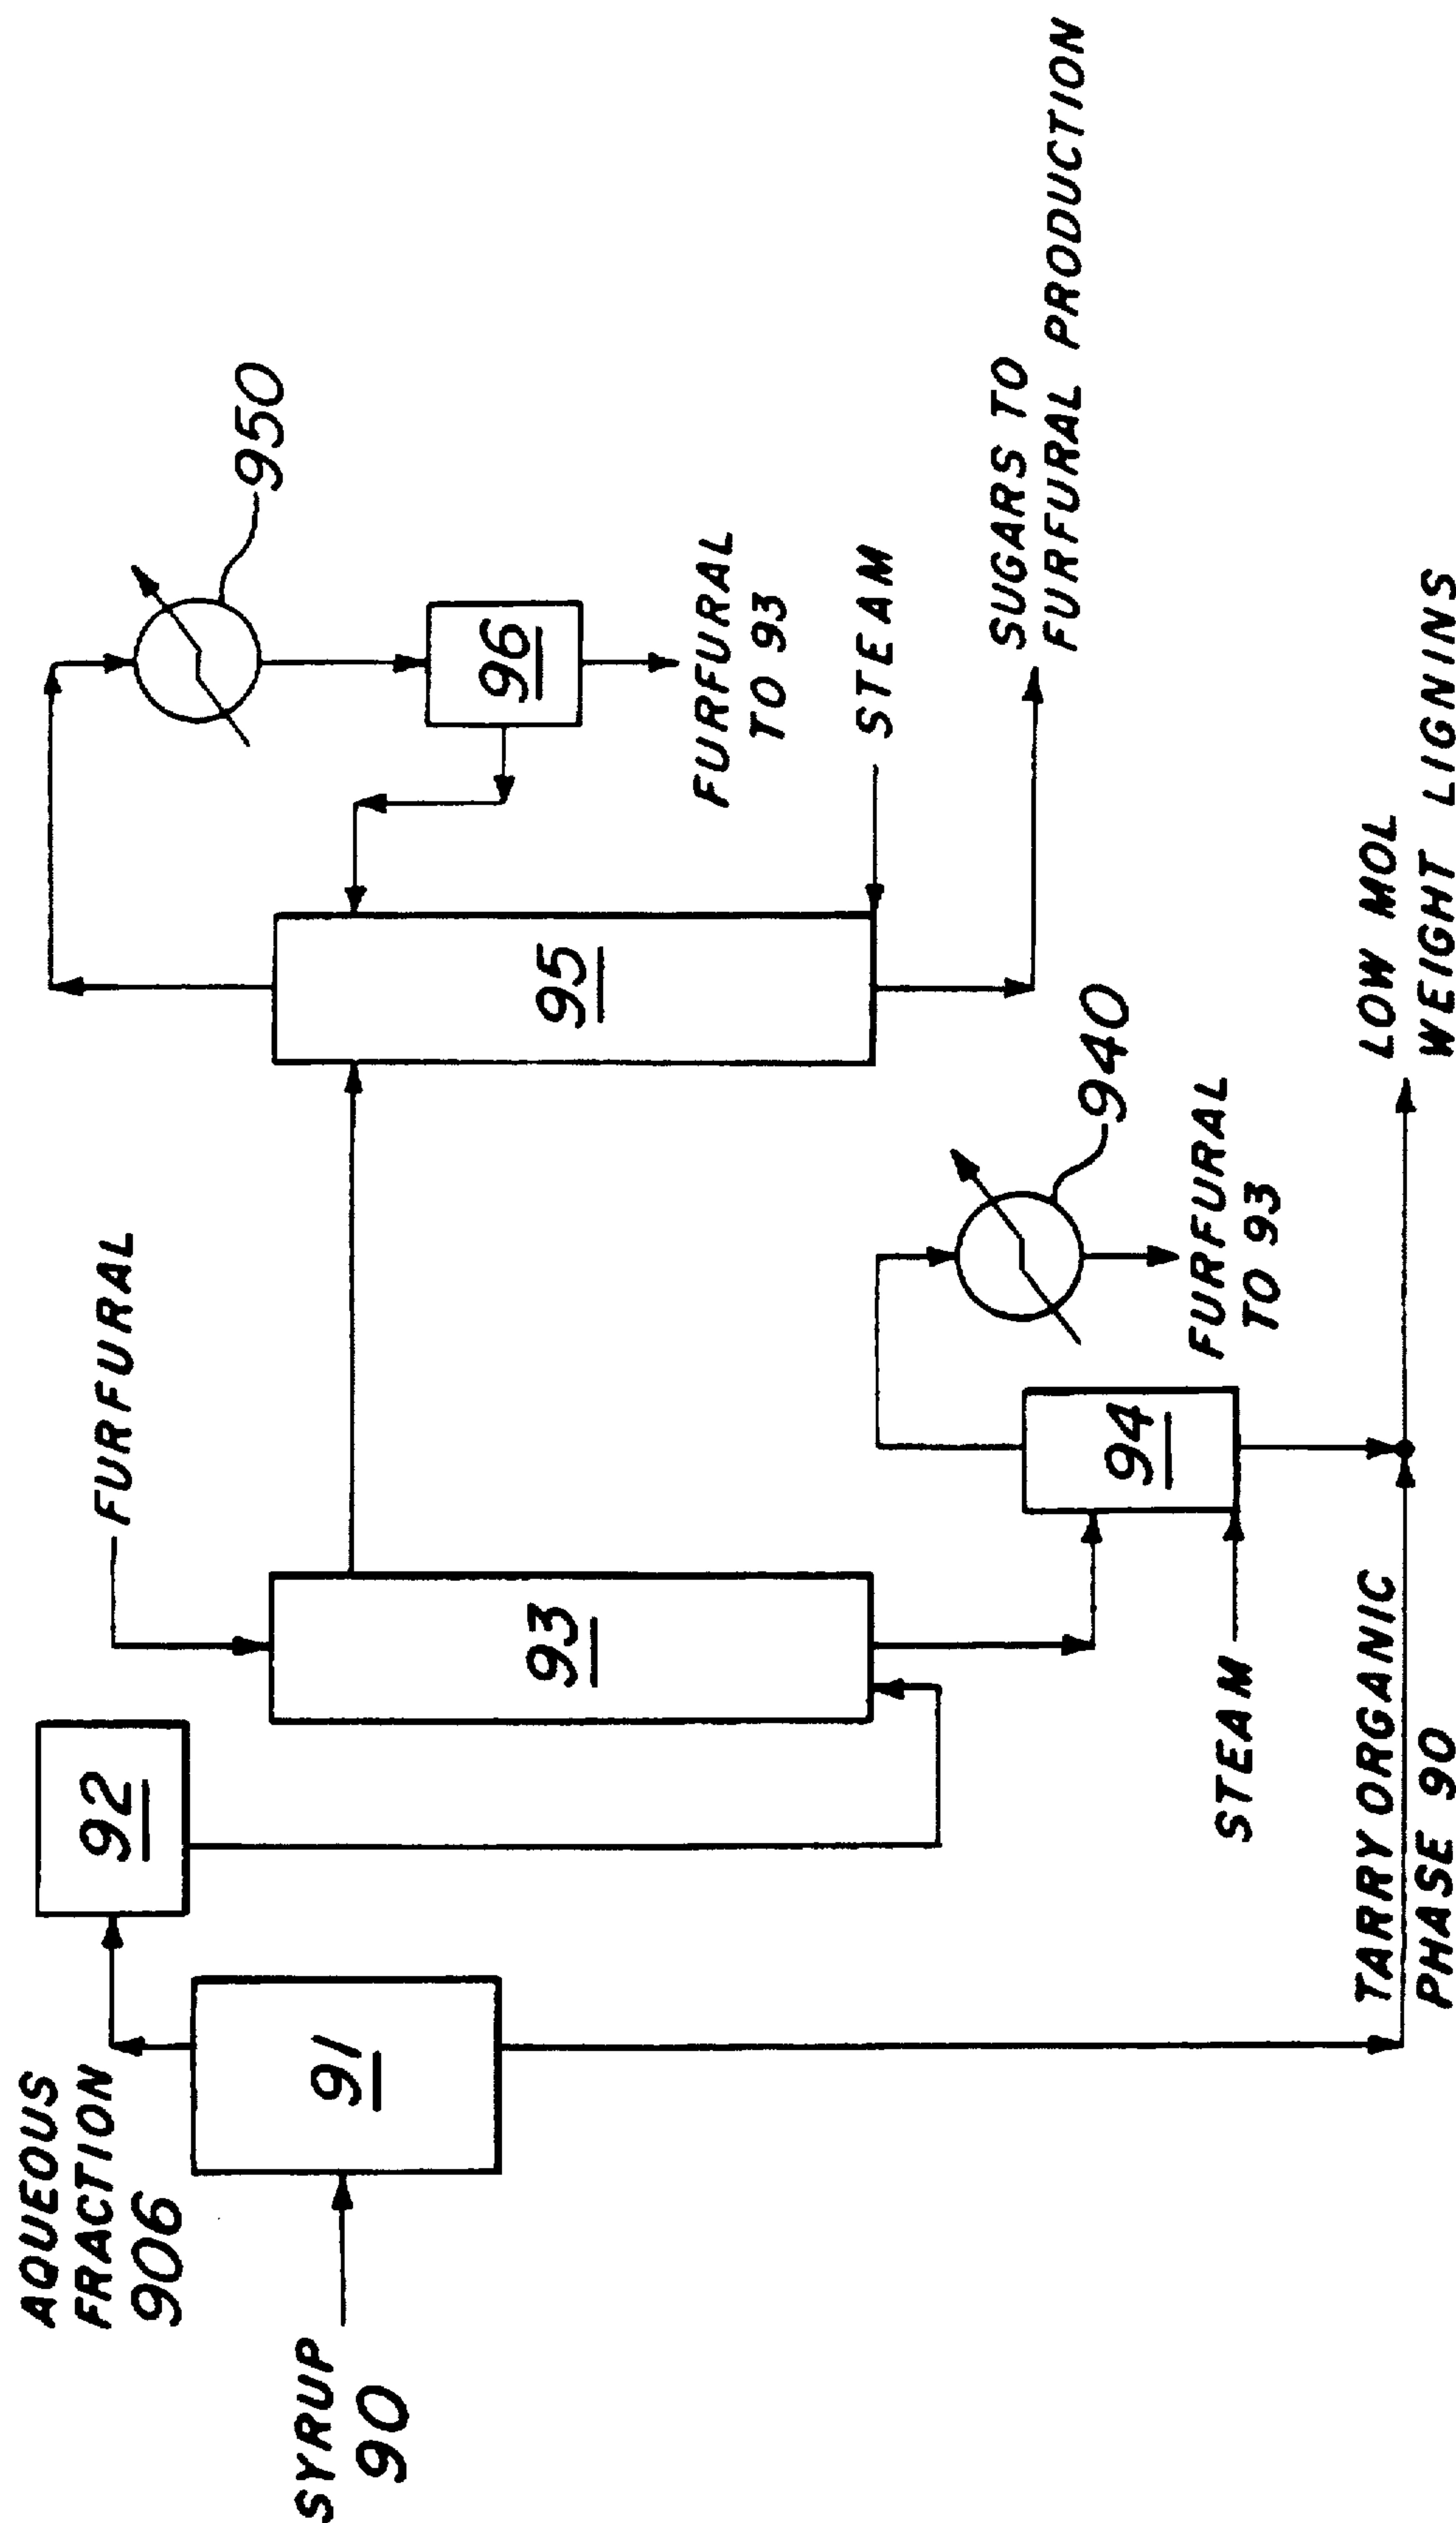 AQUEOUS
FRACTION
906
SYRUP
90
91
92
FURFURAL
93
95
950
96
FURFURAL
TO 93
STEAM
SUGARS TO
FURFURAL PRODUCTION
94
940
FURFURAL
TO 93
STEAM
TARRY ORGANIC
PHASE 90
LOW MOL
WEIGHT LIGNINS